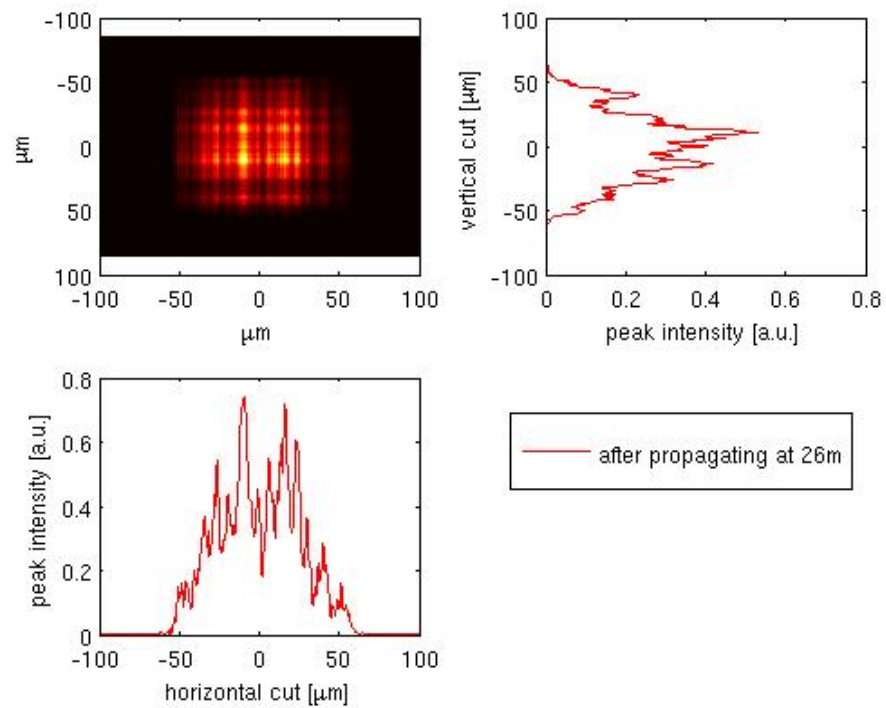 -100
-50
0
50
100
μm
-100 -50 0 50 100
μm
100
50
0
-50
-100
vertical cut [μm]
0 0.2 0.4 0.6 0.8
peak intensity [a.u.]
0.8
0.6
0.4
0.2
0
peak intensity [a.u.]
-100 -50 0 50 100
horizontal cut [μm]
after propagating at 26m